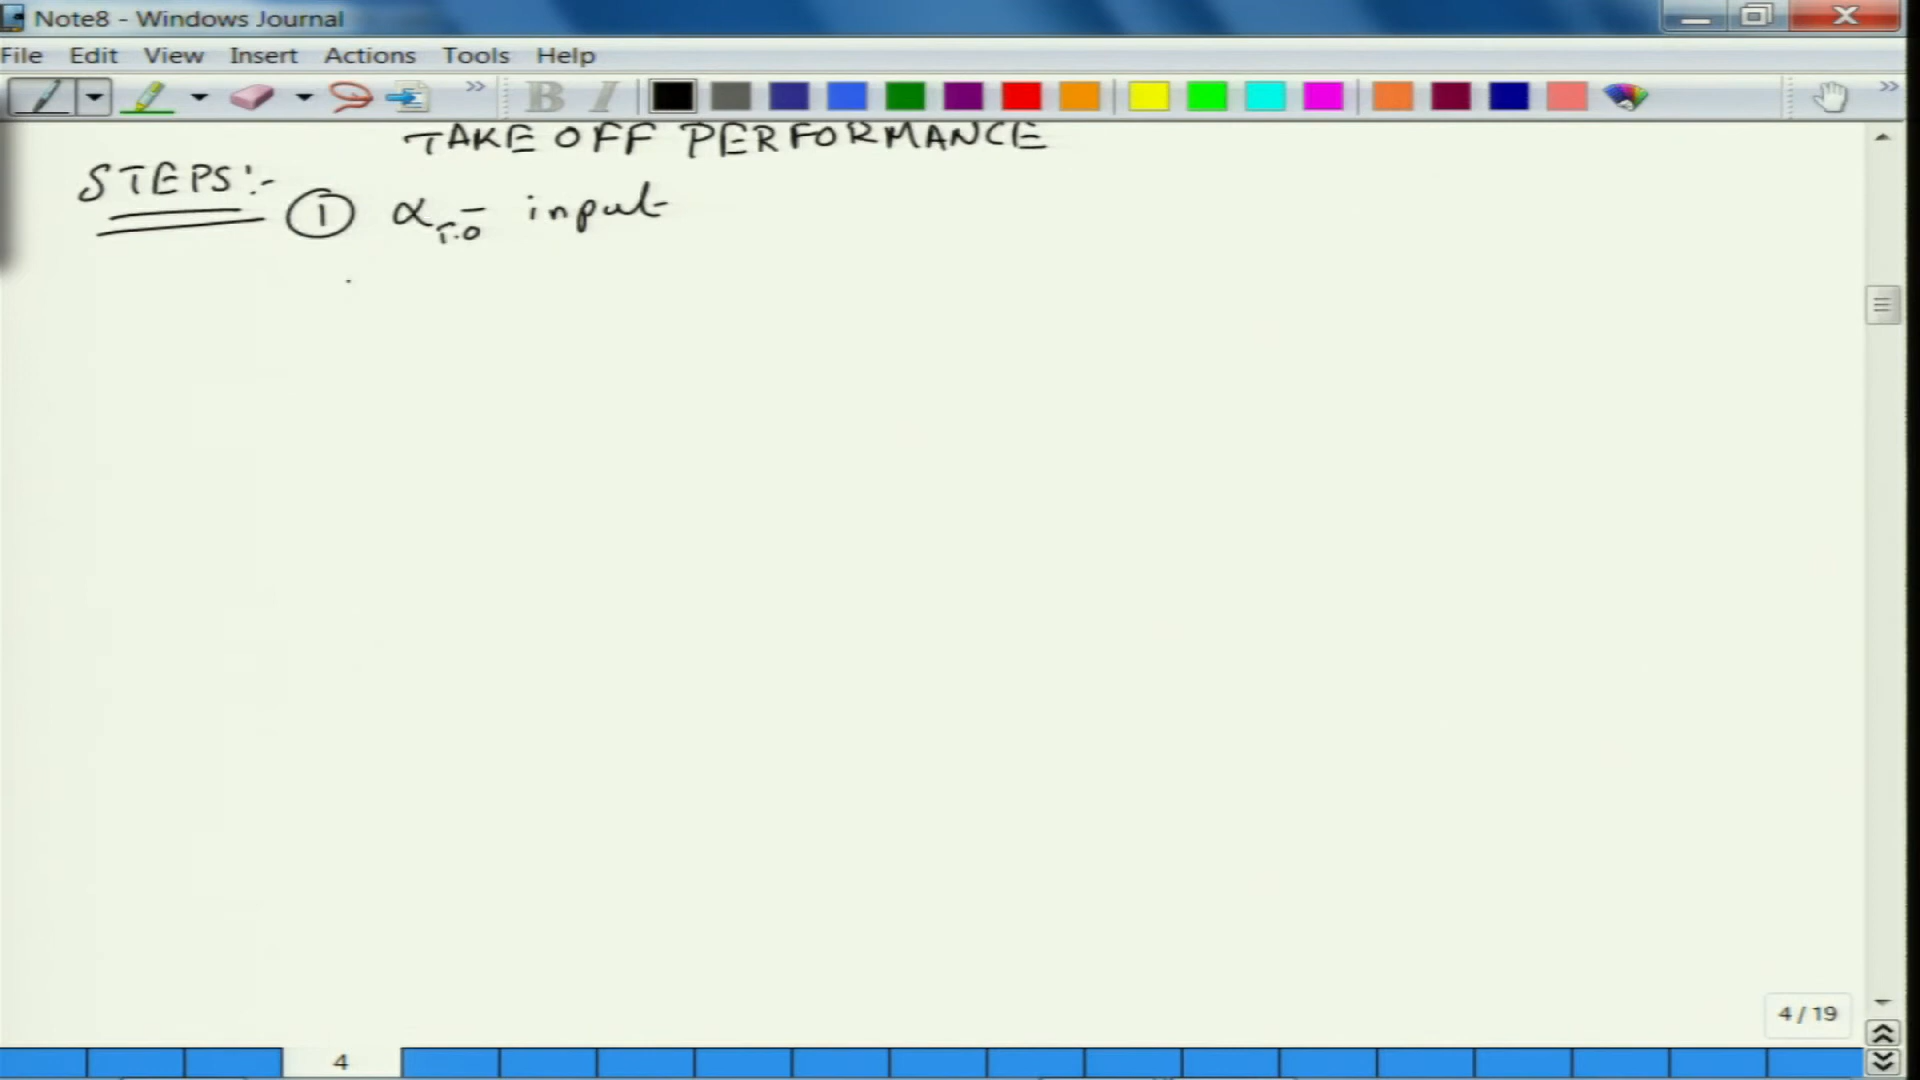 Note8 - Windows Journal
File Edit View Insert Actions Tools Help
B I
TAKE OFF PERFORMANCE
STEPS:-
① α_T.O - input
4 / 19
4